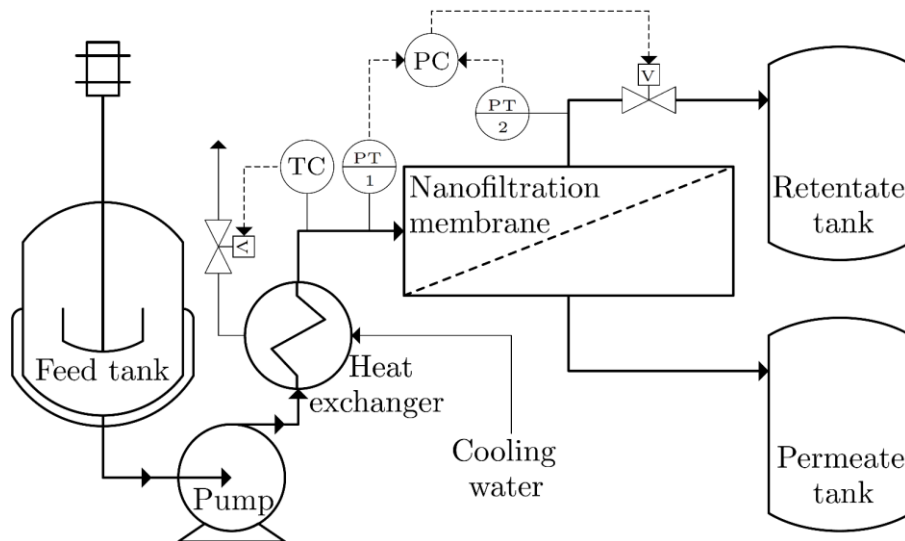 PC
V
PT
2
TC
PT
1
V
Nanofiltration
membrane
Retentate
tank
Feed tank
Heat
exchanger
Cooling
water
Pump
Permeate
tank